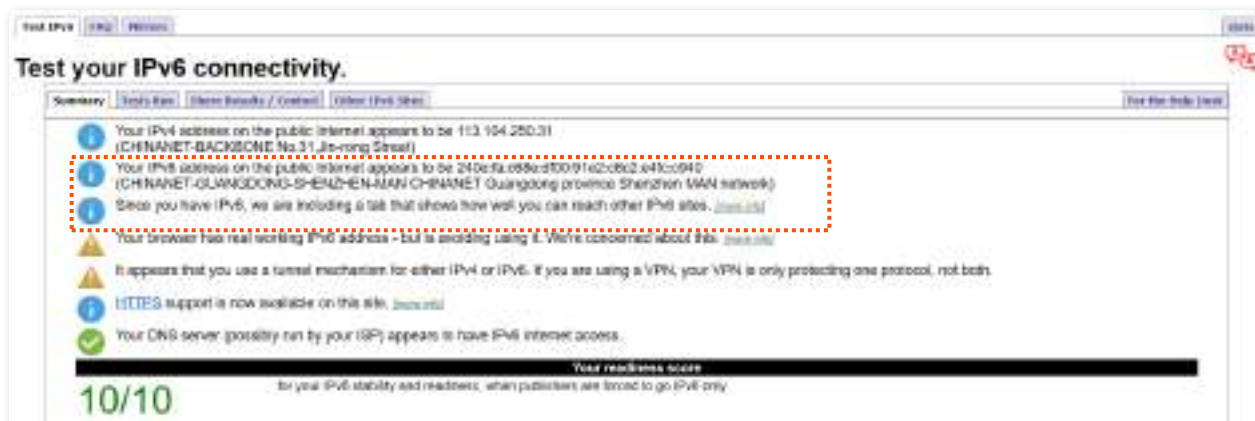 Test IPv6 FAQ Mirrors
Test your IPv6 connectivity.
Summary Tests Run Share Results / Contact Other IPv6 Sites For the Help Desk
Your IPv4 address on the public Internet appears to be 113.104.250.31
(CHINANET-BACKBONE No.31,Jin-rong Street)
Your IPv6 address on the public Internet appears to be
(CHINANET-GUANGDONG-SHENZHEN-MAN CHINANET Guangdong province Shenzhen MAN network)
Since you have IPv6, we are including a tab that shows how well you can reach other IPv6 sites. [more info]
Your browser has real working IPv6 address - but is avoiding using it. We're concerned about this. [more info]
It appears that you use a tunnel mechanism for either IPv4 or IPv6. If you are using a VPN, your VPN is only protecting one protocol, not both.
HTTPS support is now available on this site. [more info]
Your DNS server (possibly run by your ISP) appears to have IPv6 Internet access.
Your readiness score
10/10 for your IPv6 stability and readiness, when publishers are forced to go IPv6 only